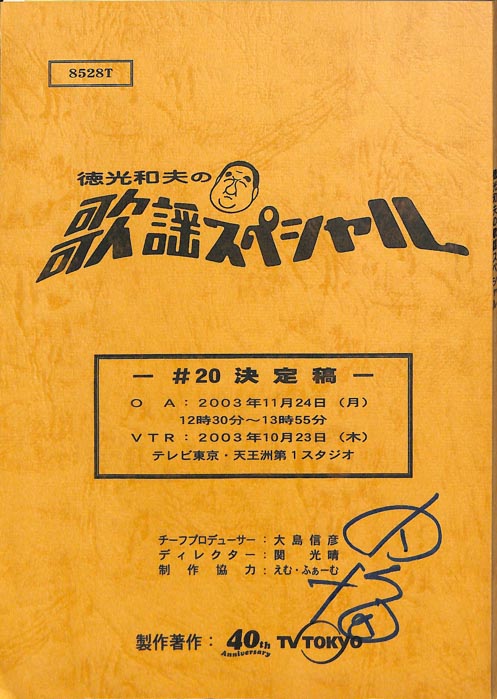 8528T
徳光和夫の
歌謡スペシャル
― #20 決定稿 ―
O A：2003年11月24日（月）
12時30分～13時55分
VTR：2003年10月23日（木）
テレビ東京・天王洲第1スタジオ
チーフプロデューサー：大島信彦
ディレクター：関 光晴
制作協力：えむ・ふぁーむ
製作著作：40th Anniversary TV TOKYO